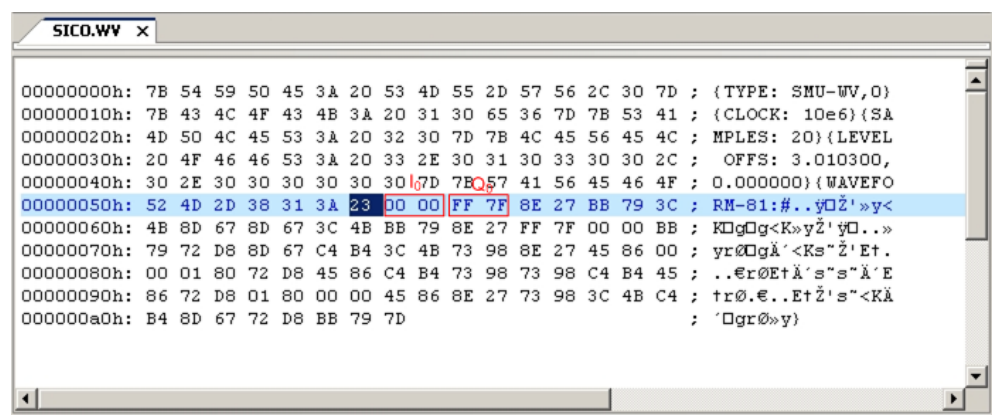 SICO.WV ×
00000000h: 7B 54 59 50 45 3A 20 53 4D 55 2D 57 56 2C 30 7D ; {TYPE: SMU-WV,0}
00000010h: 7B 43 4C 4F 43 4B 3A 20 31 30 65 36 7D 7B 53 41 ; {CLOCK: 10e6}{SA
00000020h: 4D 50 4C 45 53 3A 20 32 30 7D 7B 4C 45 56 45 4C ; MPLES: 20}{LEVEL
00000030h: 20 4F 46 46 53 3A 20 33 2E 30 31 30 33 30 30 2C ; OFFS: 3.010300,
00000040h: 30 2E 30 30 30 30 30 30 7D 7B 57 41 56 45 46 4F ; 0.000000}{WAVEFO
I0 Q0
00000050h: 52 4D 2D 38 31 3A 23 00 00 FF 7F 8E 27 BB 79 3C ; RM-81:#..ÿ□Ž'»y<
00000060h: 4B 8D 67 8D 67 3C 4B BB 79 8E 27 FF 7F 00 00 BB ; K□g□g<K»yŽ'ÿ□..»
00000070h: 79 72 D8 8D 67 C4 B4 3C 4B 73 98 8E 27 45 86 00 ; yrØ□gÄ´<Ks˜Ž'E†.
00000080h: 00 01 80 72 D8 45 86 C4 B4 73 98 73 98 C4 B4 45 ; ..€rØE†Ä´s˜s˜Ä´E
00000090h: 86 72 D8 01 80 00 00 45 86 8E 27 73 98 3C 4B C4 ; †rØ.€..E†Ž's˜<KÄ
000000a0h: B4 8D 67 72 D8 BB 79 7D ; ´□grØ»y}